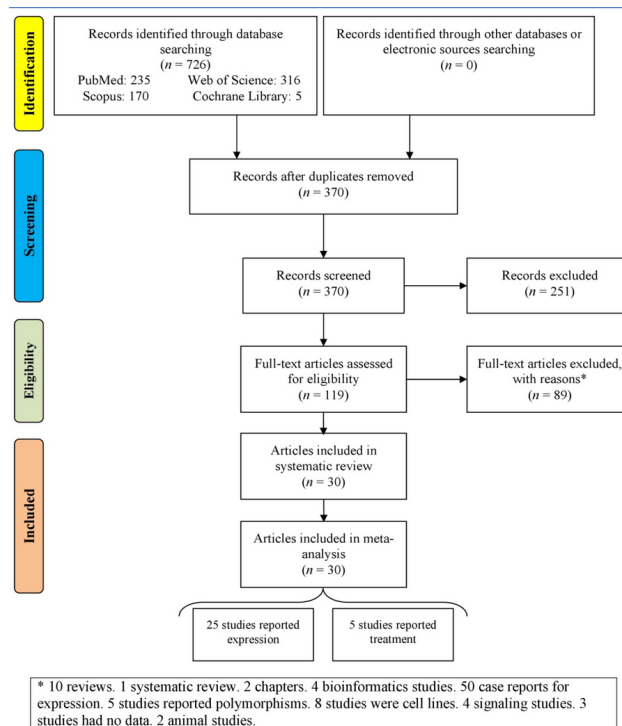 Identification
Records identified through database
searching
(n = 726)
PubMed: 235 Web of Science: 316
Scopus: 170 Cochrane Library: 5
Records identified through other databases or
electronic sources searching
(n = 0)
Screening
Records after duplicates removed
(n = 370)
Records screened
(n = 370)
Records excluded
(n = 251)
Eligibility
Full-text articles assessed
for eligibility
(n = 119)
Full-text articles excluded,
with reasons*
(n = 89)
Included
Articles included in
systematic review
(n = 30)
Articles included in meta-
analysis
(n = 30)
25 studies reported
expression
5 studies reported
treatment
* 10 reviews. 1 systematic review. 2 chapters. 4 bioinformatics studies. 50 case reports for
expression. 5 studies reported polymorphisms. 8 studies were cell lines. 4 signaling studies. 3
studies had no data. 2 animal studies.